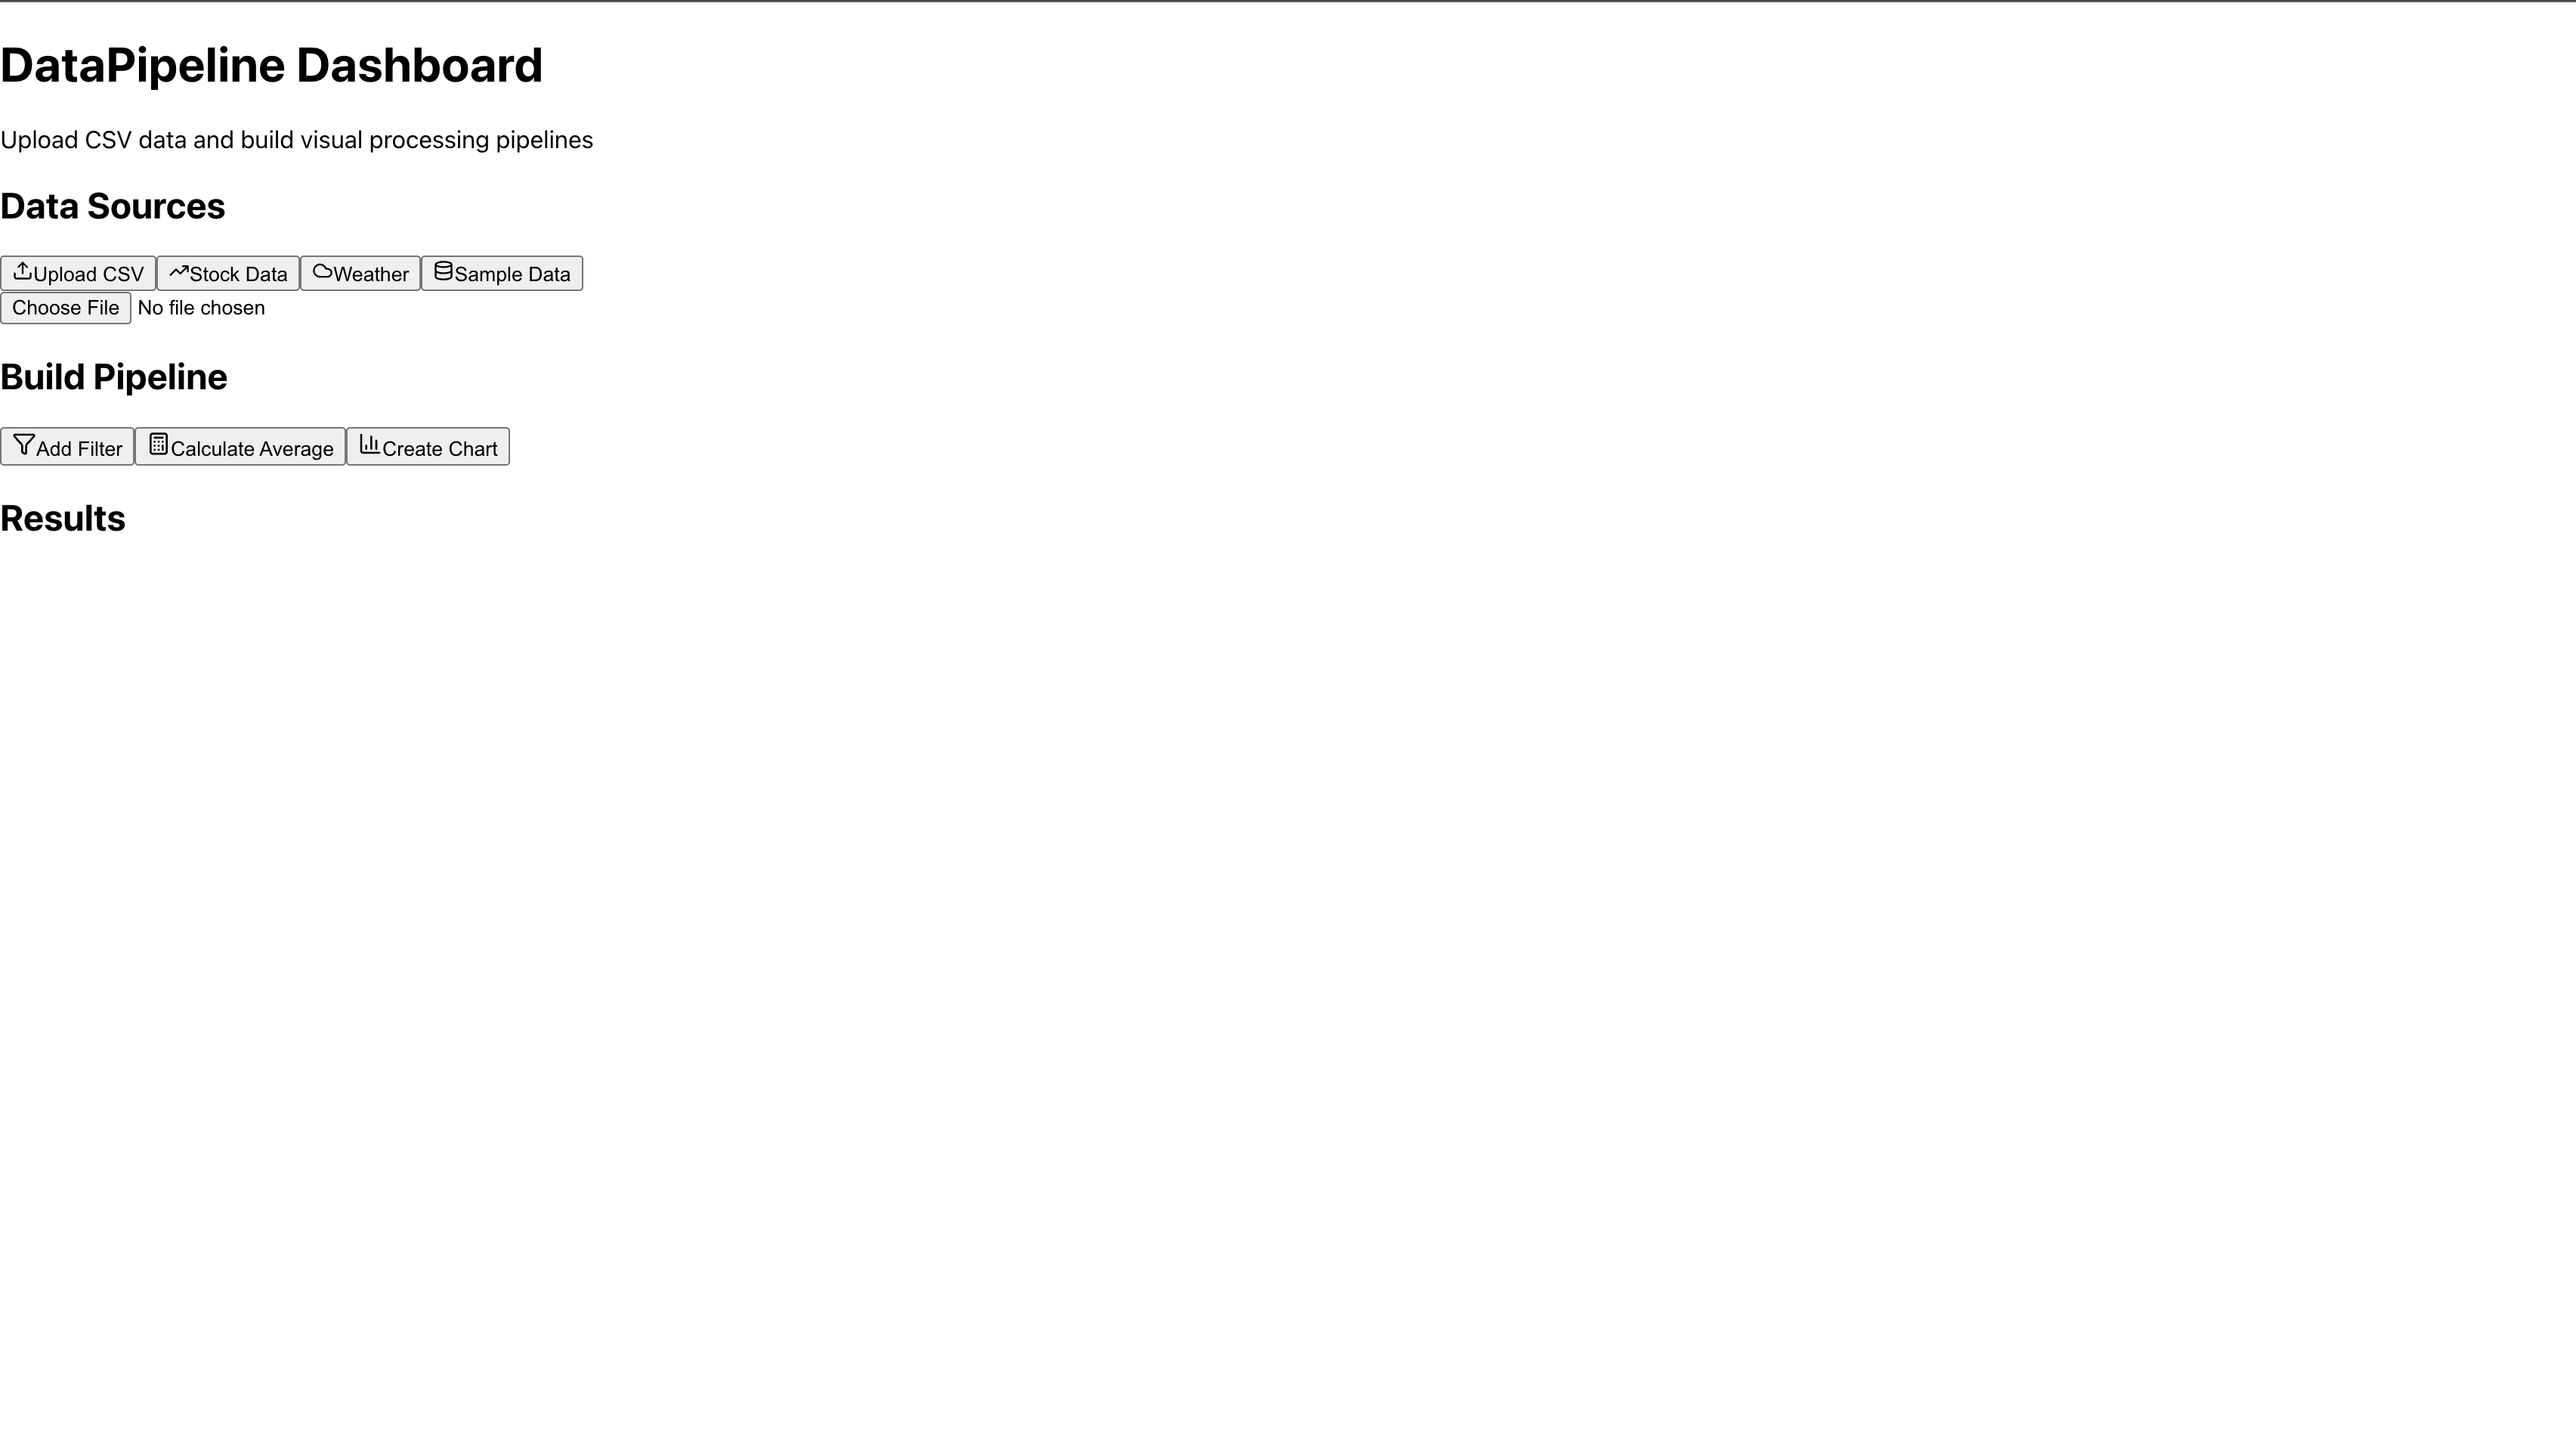 DataPipeline Dashboard
Upload CSV data and build visual processing pipelines
Data Sources
Upload CSV Stock Data Weather Sample Data
Choose File No file chosen
Build Pipeline
Add Filter Calculate Average Create Chart
Results